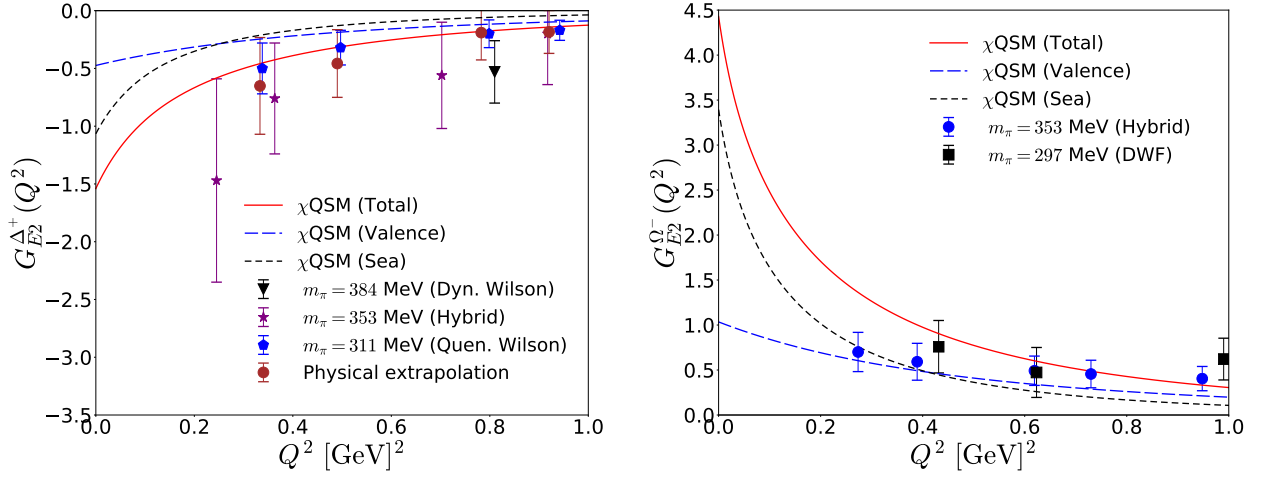 0.0
−0.5
−1.0
−1.5
−2.0
−2.5
−3.0
−3.5
0.0 0.2 0.4 0.6 0.8 1.0
Q² [GeV]²
G_{E2}^{Δ⁺}(Q²)
χQSM (Total)
χQSM (Valence)
χQSM (Sea)
m_π = 384 MeV (Dyn. Wilson)
m_π = 353 MeV (Hybrid)
m_π = 311 MeV (Quen. Wilson)
Physical extrapolation
4.5
4.0
3.5
3.0
2.5
2.0
1.5
1.0
0.5
0.0
0.0 0.2 0.4 0.6 0.8 1.0
Q² [GeV]²
G_{E2}^{Ω⁻}(Q²)
χQSM (Total)
χQSM (Valence)
χQSM (Sea)
m_π = 353 MeV (Hybrid)
m_π = 297 MeV (DWF)